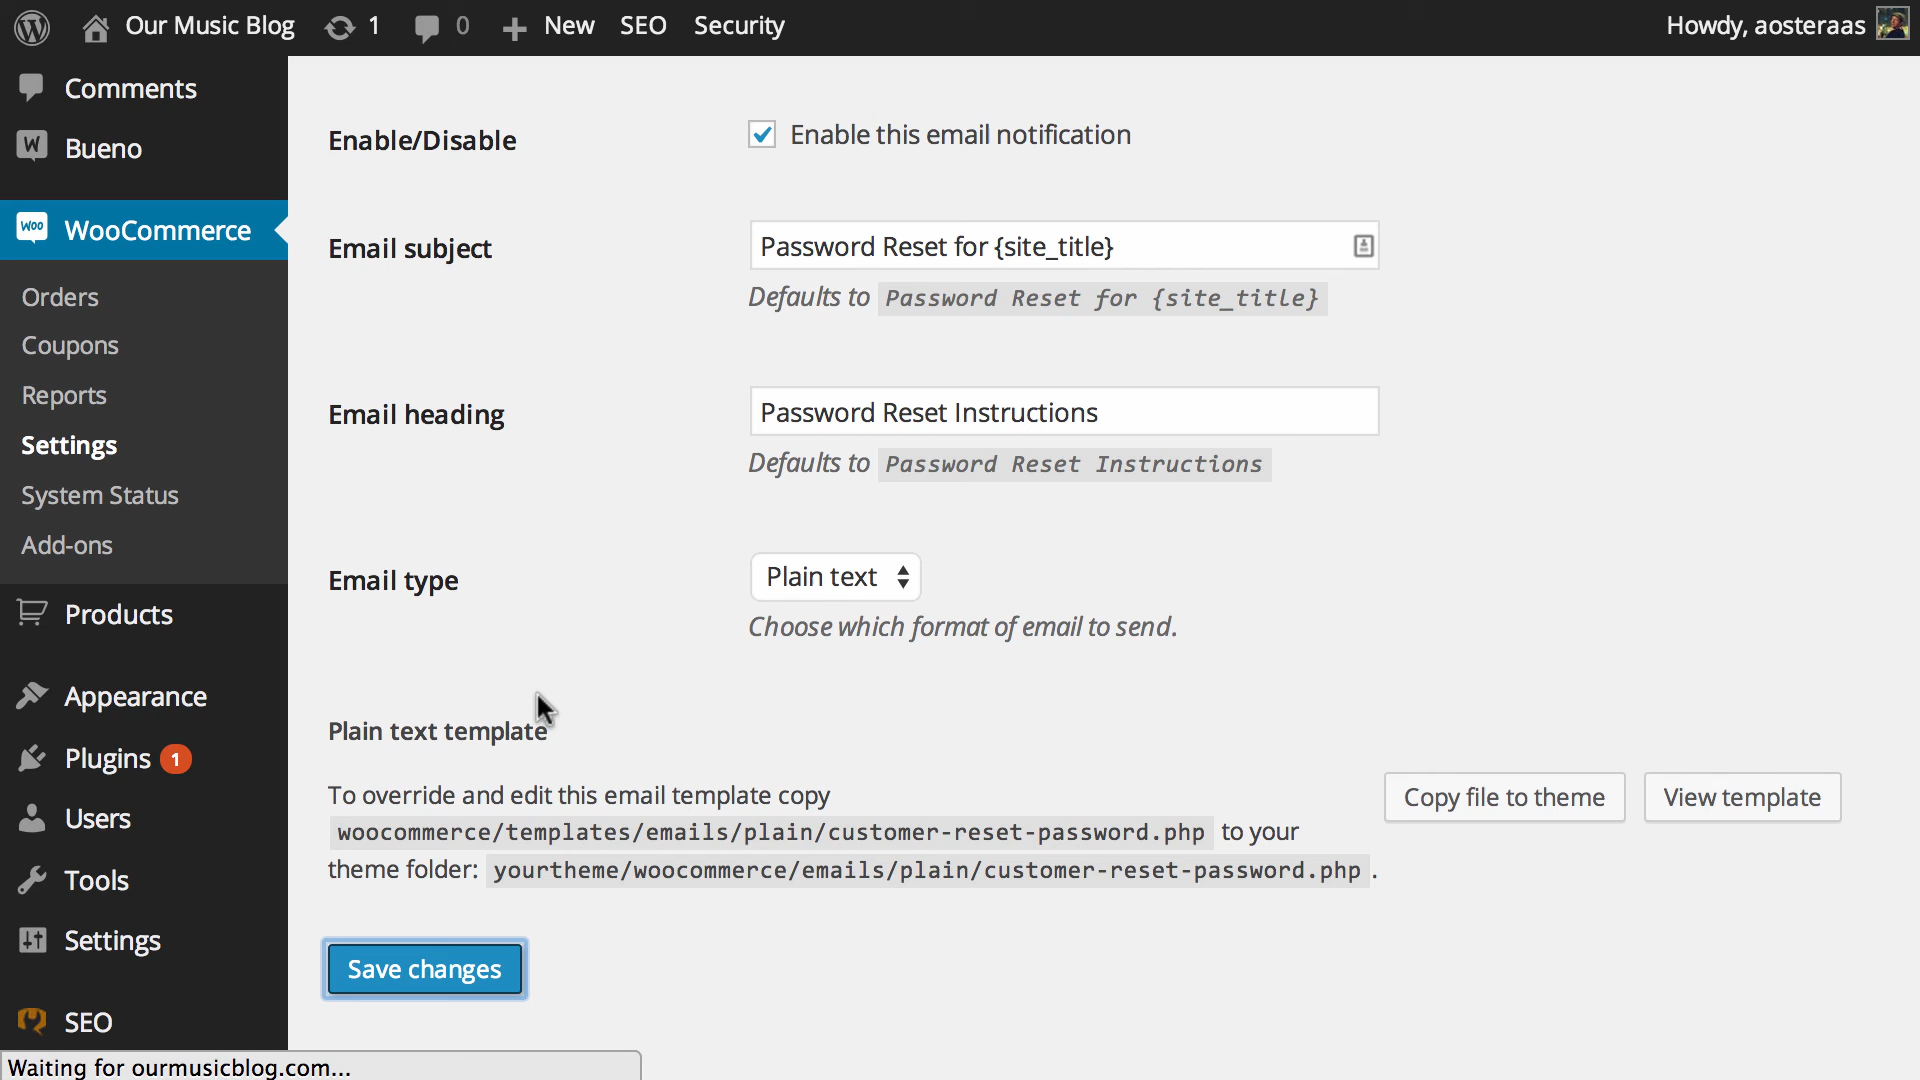 Our Music Blog 1 0 New SEO Security Howdy, aosteraas
Comments
Bueno
WooCommerce
Orders
Coupons
Reports
Settings
System Status
Add-ons
Products
Appearance
Plugins 1
Users
Tools
Settings
SEO
Enable/Disable Enable this email notification
Email subject Password Reset for {site_title}
Defaults to Password Reset for {site_title}
Email heading Password Reset Instructions
Defaults to Password Reset Instructions
Email type Plain text
Choose which format of email to send.
Plain text template
To override and edit this email template copy
woocommerce/templates/emails/plain/customer-reset-password.php to your
theme folder: yourtheme/woocommerce/emails/plain/customer-reset-password.php .
Copy file to theme View template
Save changes
Waiting for ourmusicblog.com...